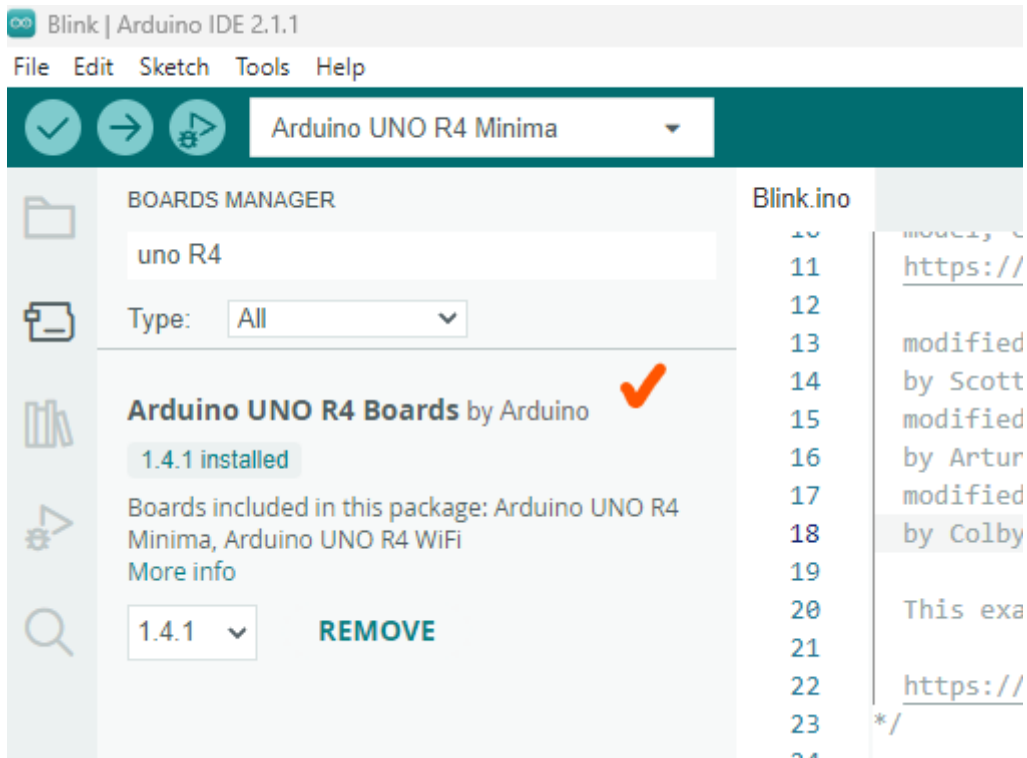 Blink | Arduino IDE 2.1.1
File Edit Sketch Tools Help
Arduino UNO R4 Minima
BOARDS MANAGER
uno R4
Type: All
Arduino UNO R4 Boards by Arduino
1.4.1 installed
Boards included in this package: Arduino UNO R4
Minima, Arduino UNO R4 WiFi
More info
1.4.1 REMOVE
Blink.ino
11 https://
12
13 modified
14 by Scott
15 modified
16 by Artur
17 modified
18 by Colby
19
20 This exa
21
22 https://
23 */